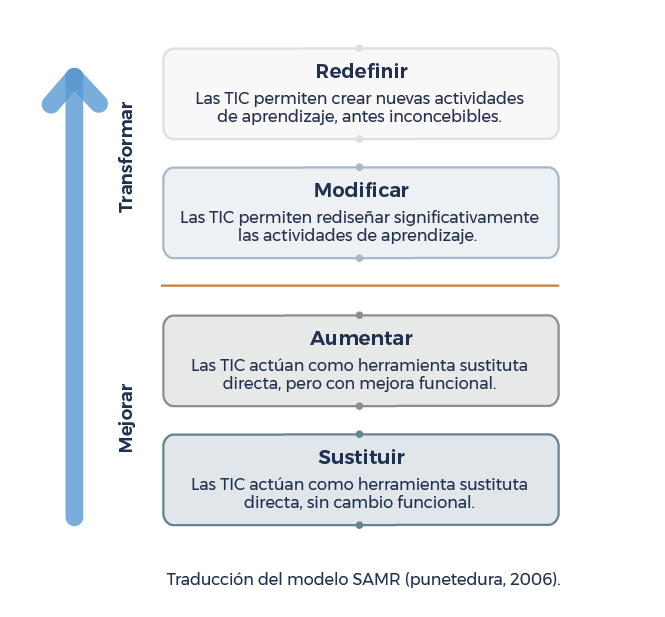 Redefinir
Las TIC permiten crear nuevas actividades
de aprendizaje, antes inconcebibles.
Transformar
Modificar
Las TIC permiten rediseñar significativamente
las actividades de aprendizaje.
Aumentar
Las TIC actúan como herramienta sustituta
directa, pero con mejora funcional.
Mejorar
Sustituir
Las TIC actúan como herramienta sustituta
directa, sin cambio funcional.
Traducción del modelo SAMR (punetedura, 2006).